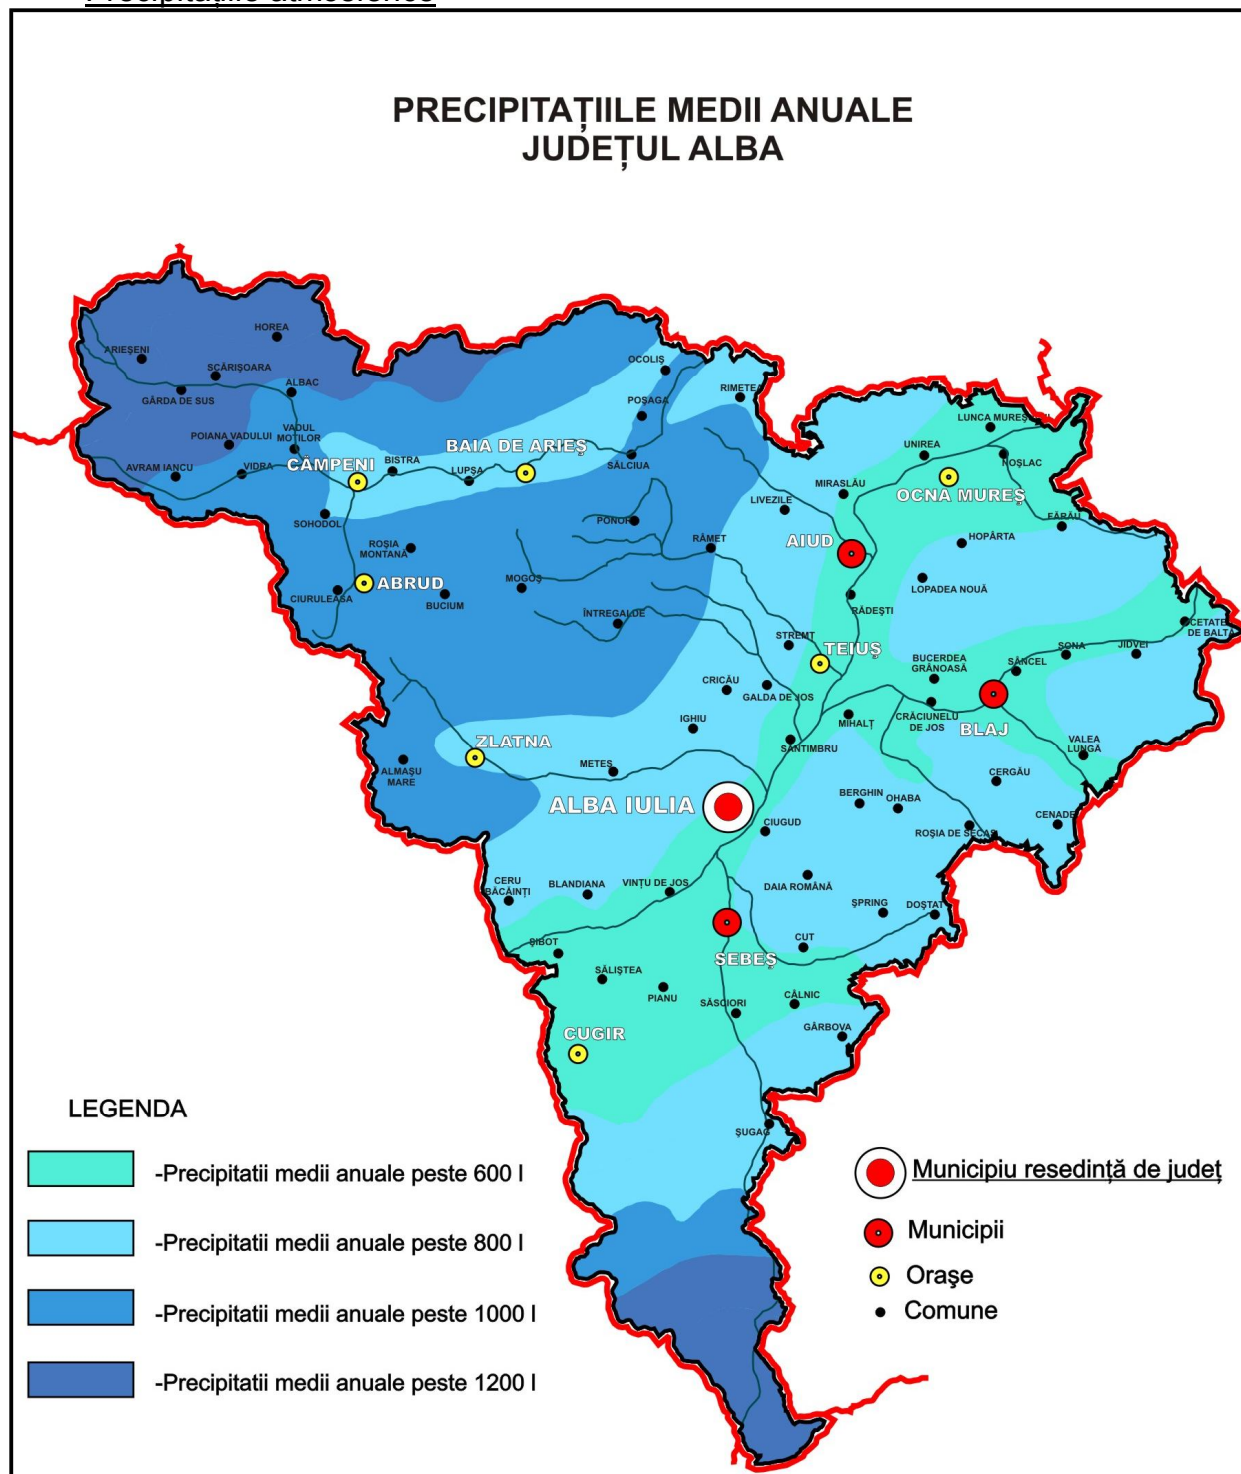 Precipitațiile atmosferice
PRECIPITAȚIILE MEDII ANUALE
JUDEȚUL ALBA
HOREA
ARIEȘENI
SCĂRIȘOARA
GÂRDA DE SUS
ALBAC
OCOLIȘ
RIMETEA
POȘAGA
POIANA VADULUI
VADUL
MOȚILOR
BAIA DE ARIEȘ
LUNCA MUREȘULUI
UNIREA
AVRAM IANCU
VIDRA
CÂMPENI
BISTRA
LUPȘA
SĂLCIUA
NOȘLAC
MIRASLĂU
OCNA MUREȘ
LIVEZILE
SOHODOL
PONOR
FĂRĂU
ROȘIA
MONTANĂ
RÂMEȚ
AIUD
HOPÂRTA
ABRUD
CIURULEASA
BUCIUM
MOGOȘ
LOPADEA NOUĂ
RĂDEȘTI
ÎNTREGALDE
CETATEA
DE BALTĂ
STREMȚ
TEIUȘ
BUCERDEA
GRÂNOASĂ
SÂNCEL
ȘONA
JIDVEI
CRICĂU
GALDA DE JOS
IGHIU
MIHALȚ
CRĂCIUNELU
DE JOS
BLAJ
ZLATNA
SÂNTIMBRU
VALEA
LUNGĂ
ALMAȘU
MARE
METEȘ
CERGĂU
ALBA IULIA
BERGHIN
OHABA
CIUGUD
ROȘIA DE SECAȘ
CENADE
CERU
BĂCĂINȚI
BLANDIANA
VINȚU DE JOS
DAIA ROMÂNĂ
ȘPRING
DOȘTAT
ȘIBOT
CUT
SEBEȘ
SĂLIȘTEA
PIANU
SĂSCIORI
CÂLNIC
CUGIR
GÂRBOVA
ȘUGAG
LEGENDA
-Precipitatii medii anuale peste 600 l
-Precipitatii medii anuale peste 800 l
-Precipitatii medii anuale peste 1000 l
-Precipitatii medii anuale peste 1200 l
Municipiu resedință de județ
Municipii
Orașe
Comune